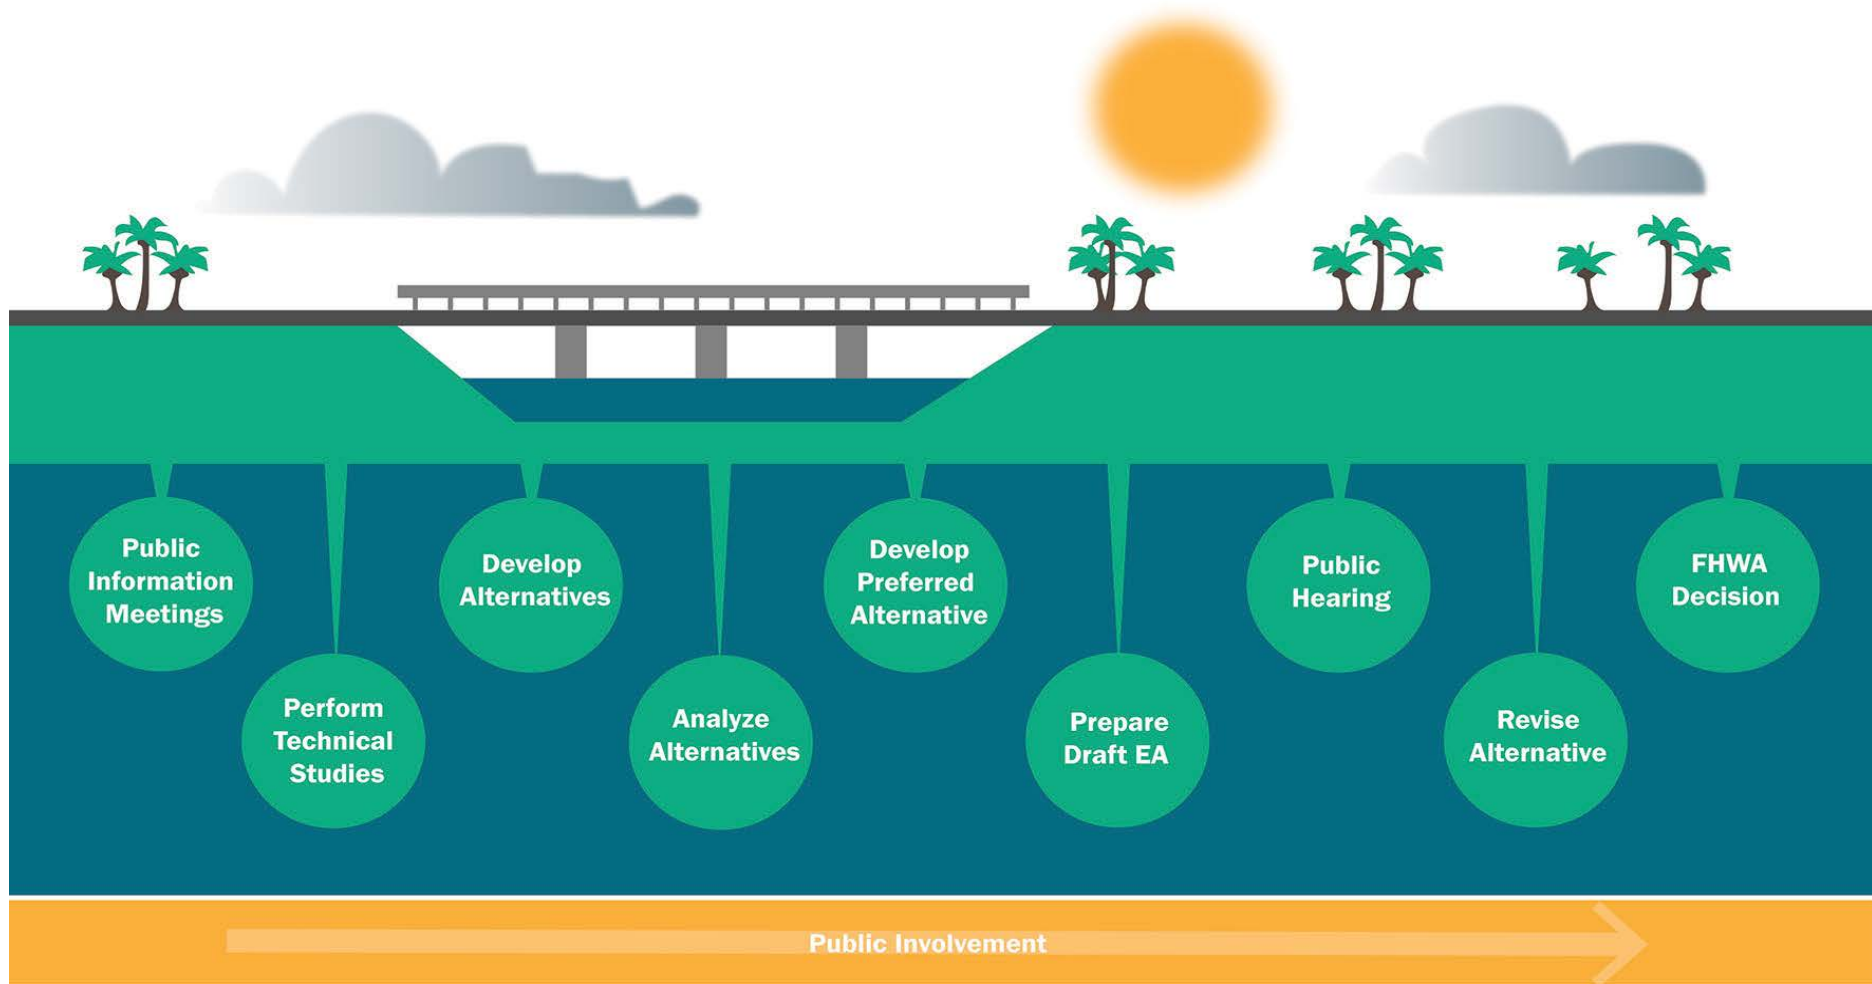 Public
Information
Meetings
Perform
Technical
Studies
Develop
Alternatives
Analyze
Alternatives
Develop
Preferred
Alternative
Prepare
Draft EA
Public
Hearing
Revise
Alternative
FHWA
Decision
Public Involvement